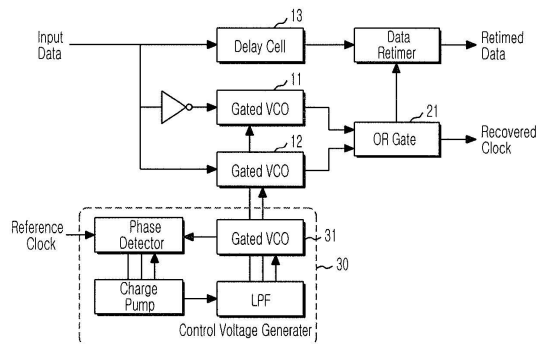 13
Input
Data
Delay Cell
Data
Retimer
Retimed
Data
11
Gated VCO
21
12
OR Gate
Recovered
Clock
Gated VCO
Reference
Clock
Phase
Detector
Gated VCO
31
30
Charge
Pump
LPF
Control Voltage Generater